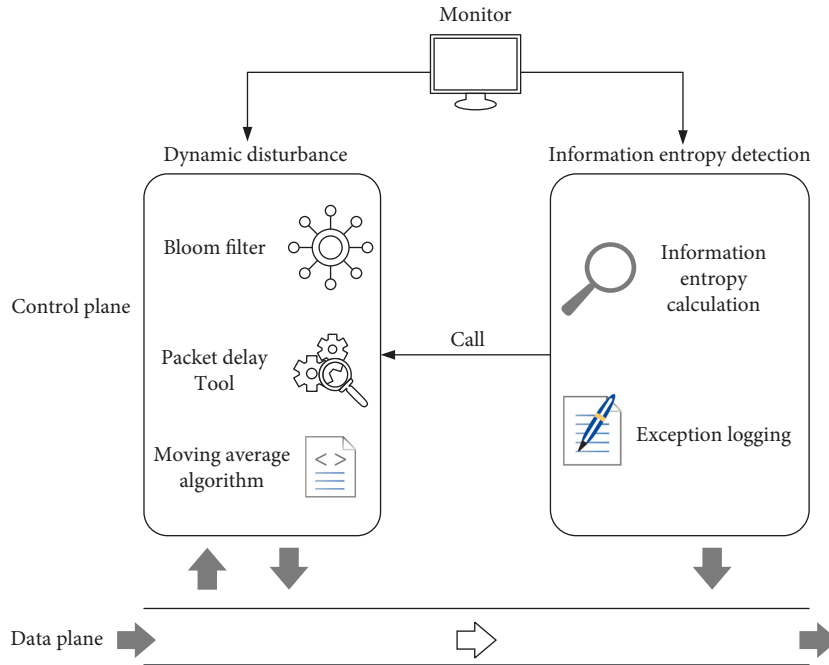 Monitor
Dynamic disturbance
Information entropy detection
Bloom filter
Information
entropy
calculation
Control plane
Call
Packet delay
Tool
Moving average
algorithm
< >
Exception logging
Data plane